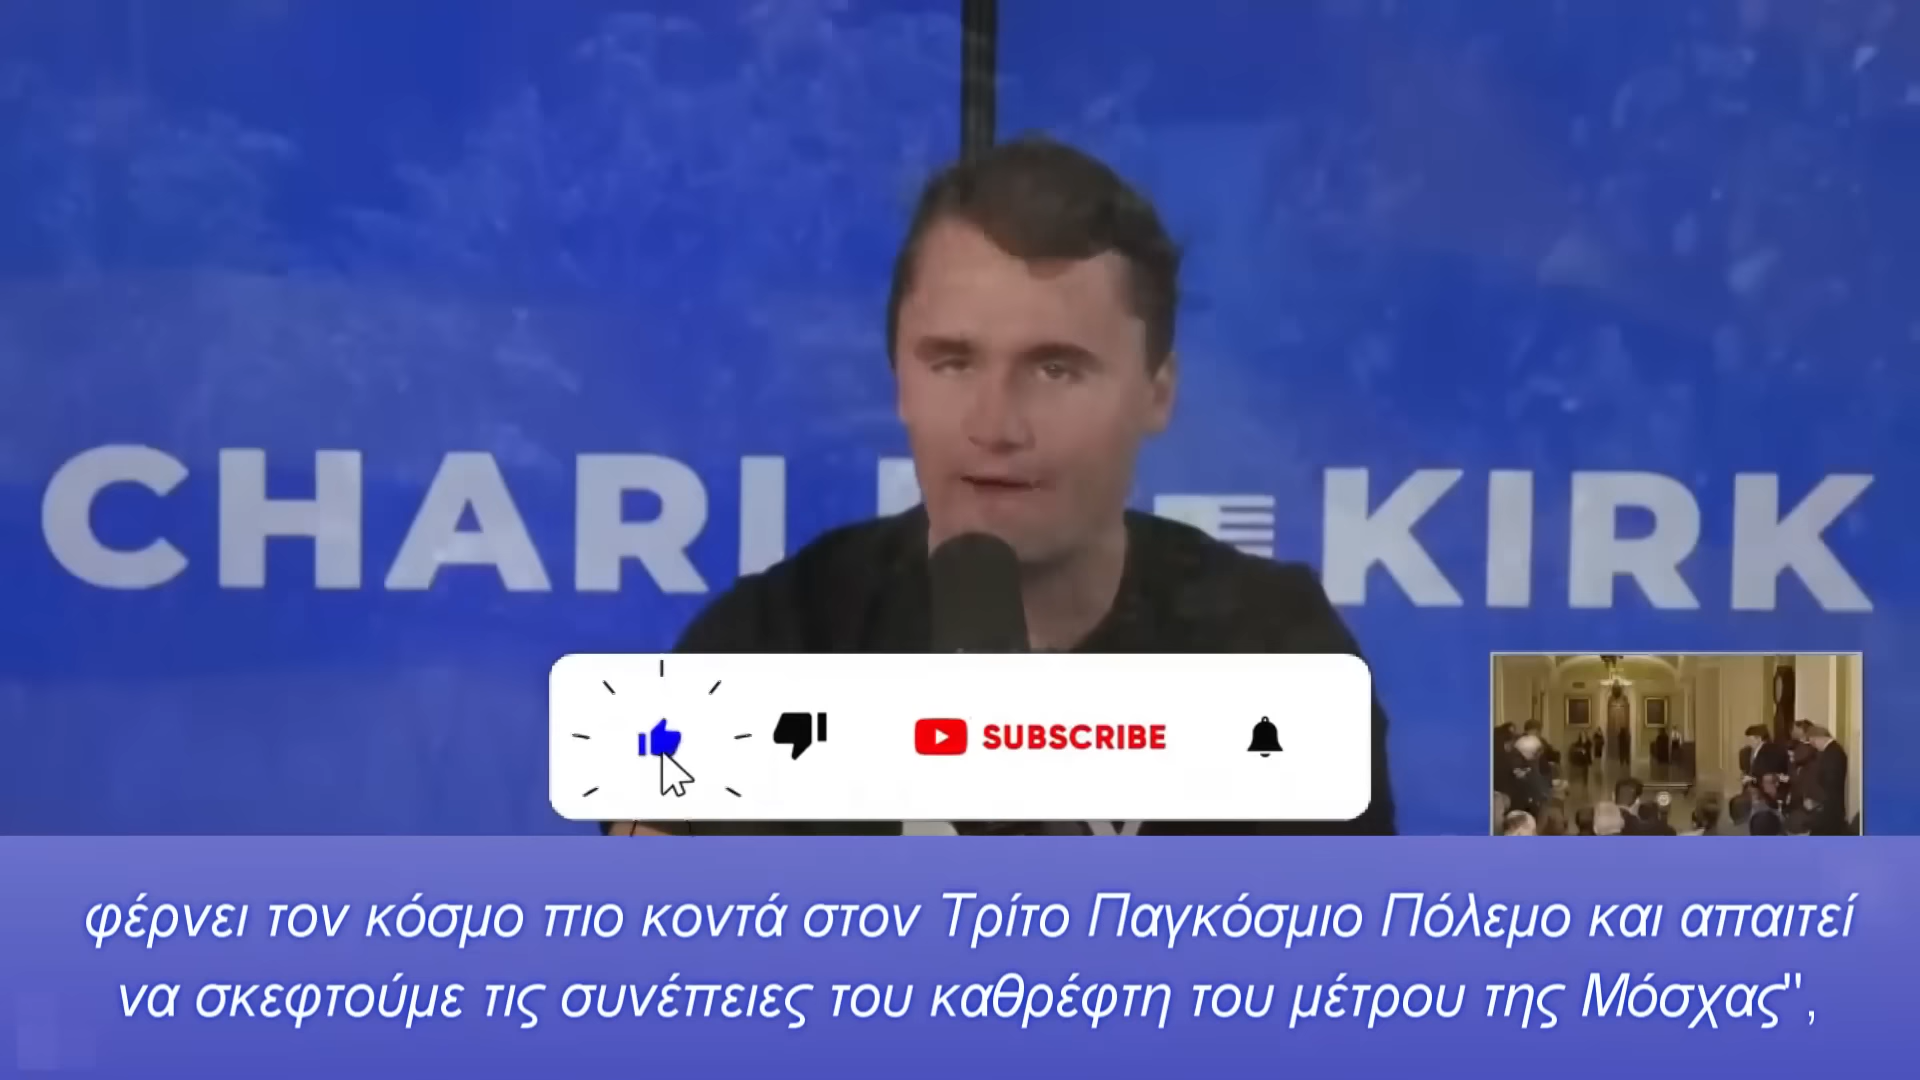 CHARLI KIRK
SUBSCRIBE
φέρνει τον κόσμο πιο κοντά στον Τρίτο Παγκόσμιο Πόλεμο και απαιτεί
να σκεφτούμε τις συνέπειες του καθρέφτη του μέτρου της Μόσχας",